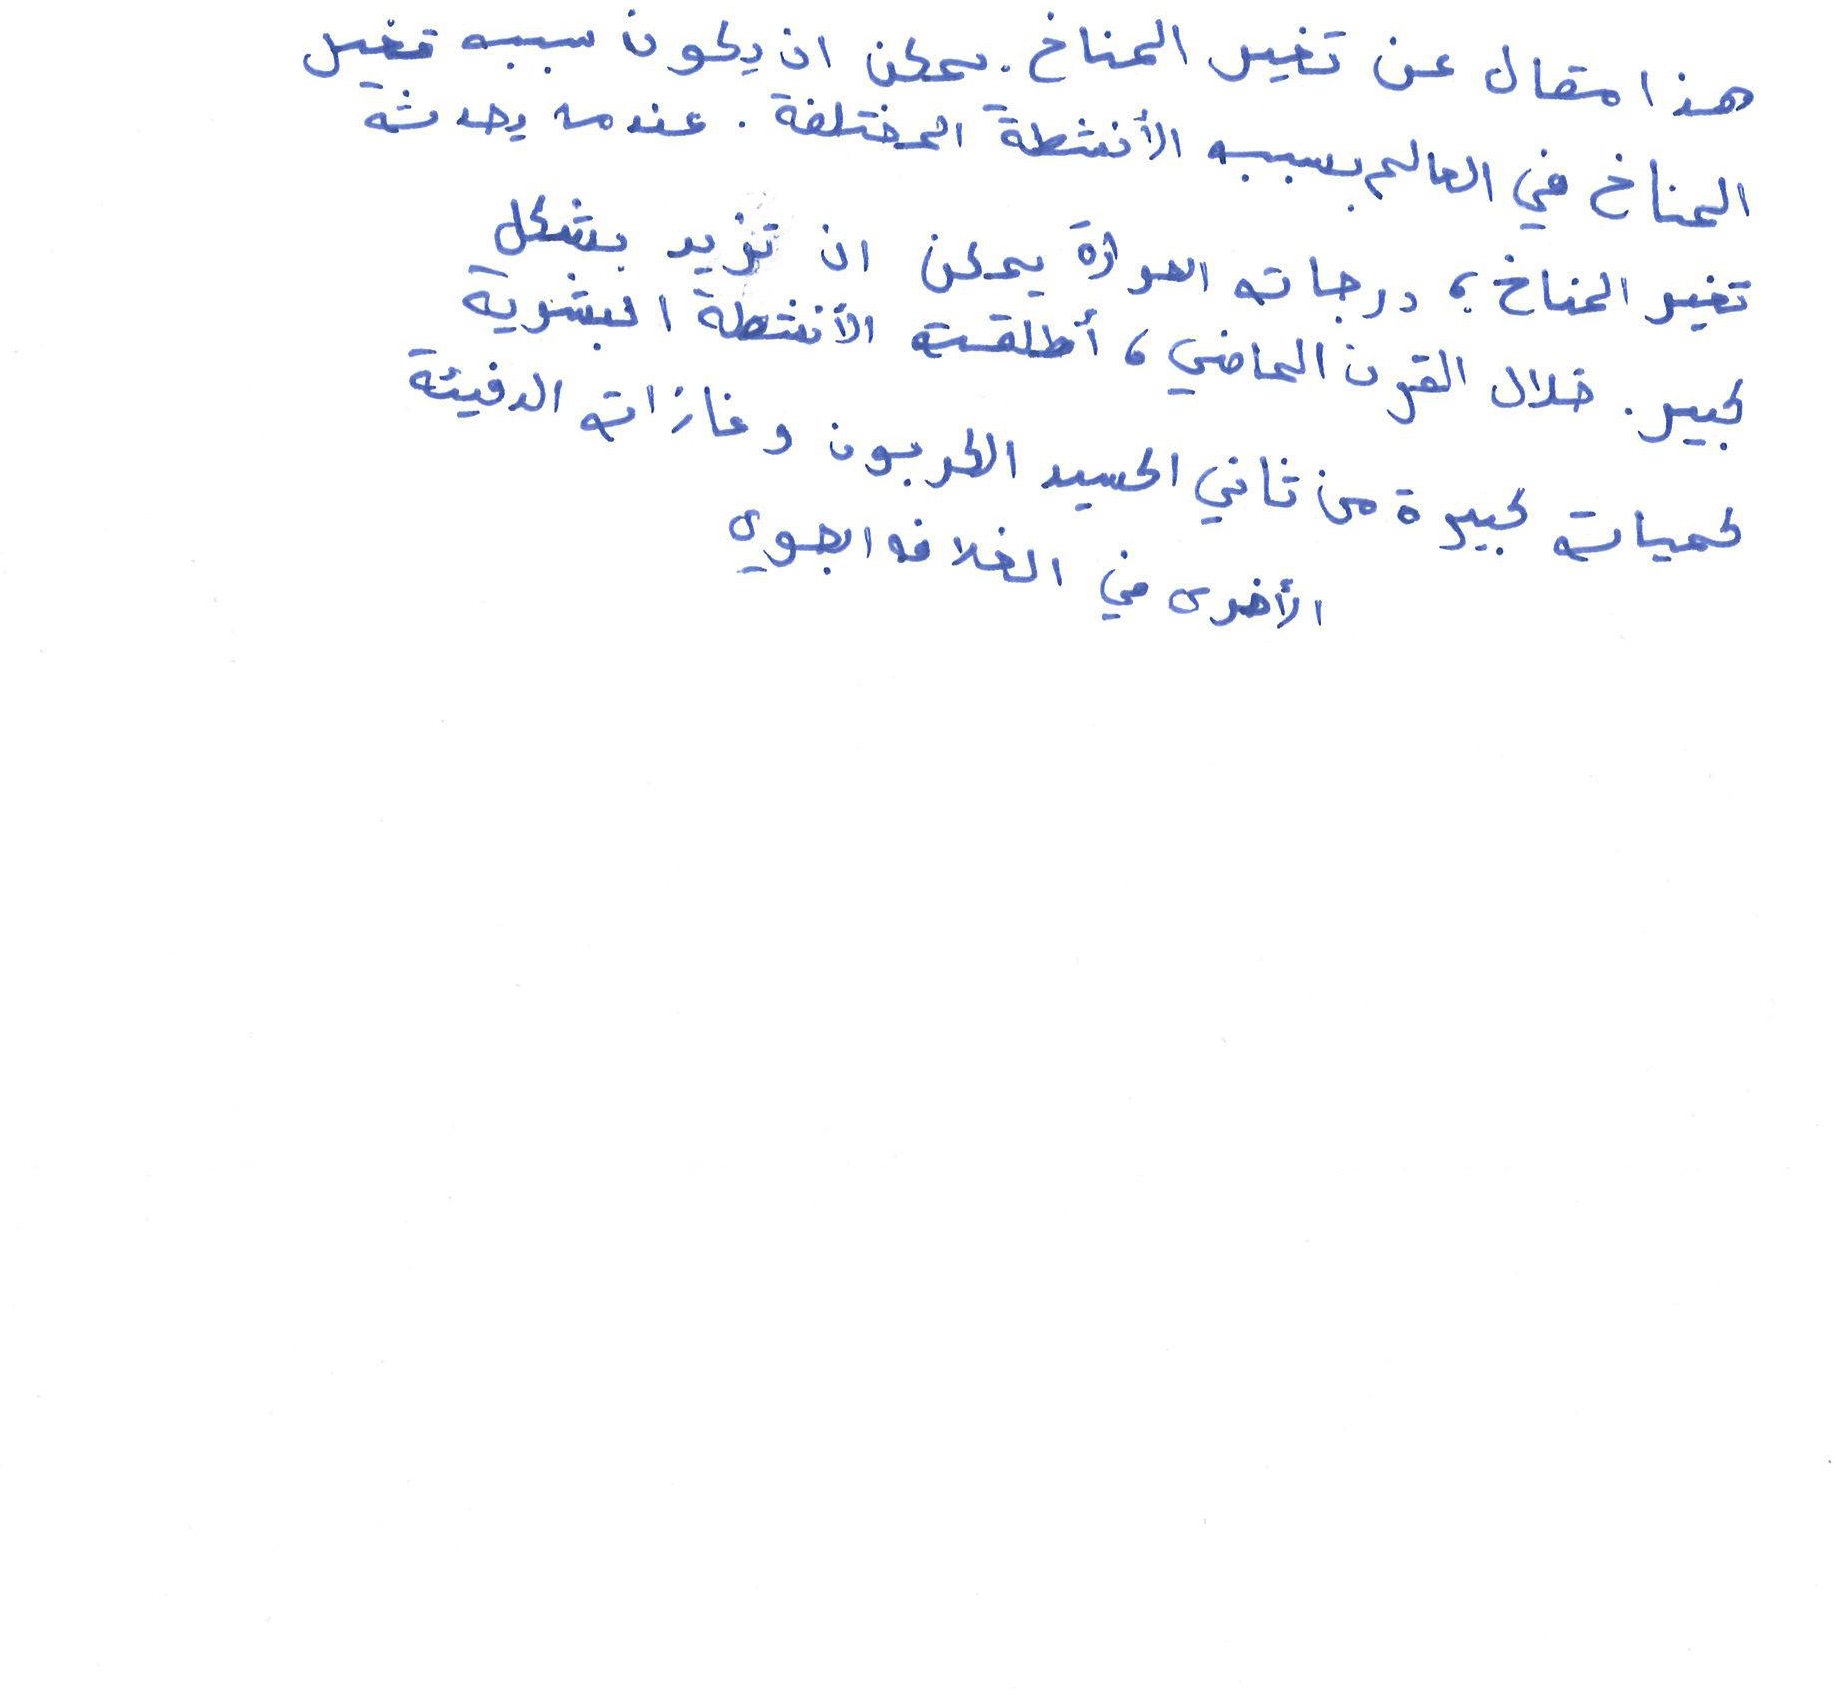 هذا مقال عن تغير المناخ. يمكن ان يكون سبب تغير
المناخ في العالم بسبب الأنشطة المختلفة. عندما يحدث
تغير المناخ، درجات الحرارة يمكن ان تزيد بشكل
كبير. خلال القرن الماضي، أطلقت الأنشطة البشرية
كميات كبيرة من ثاني اكسيد الكربون و غازات الدفيئة
الأخرى في الغلاف الجوي